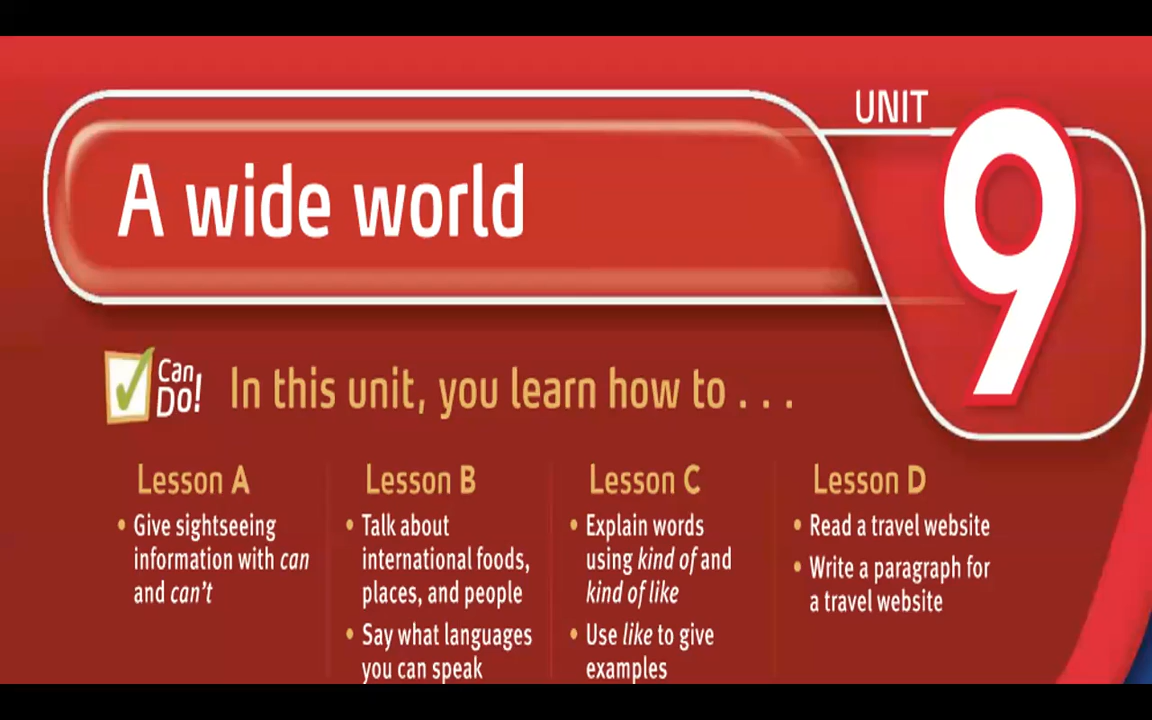 UNIT
9
A wide world
Can
Do!
In this unit, you learn how to . . .
Lesson A
• Give sightseeing
information with can
and can't
Lesson B
• Talk about
international foods,
places, and people
• Say what languages
you can speak
Lesson C
• Explain words
using kind of and
kind of like
• Use like to give
examples
Lesson D
• Read a travel website
• Write a paragraph for
a travel website